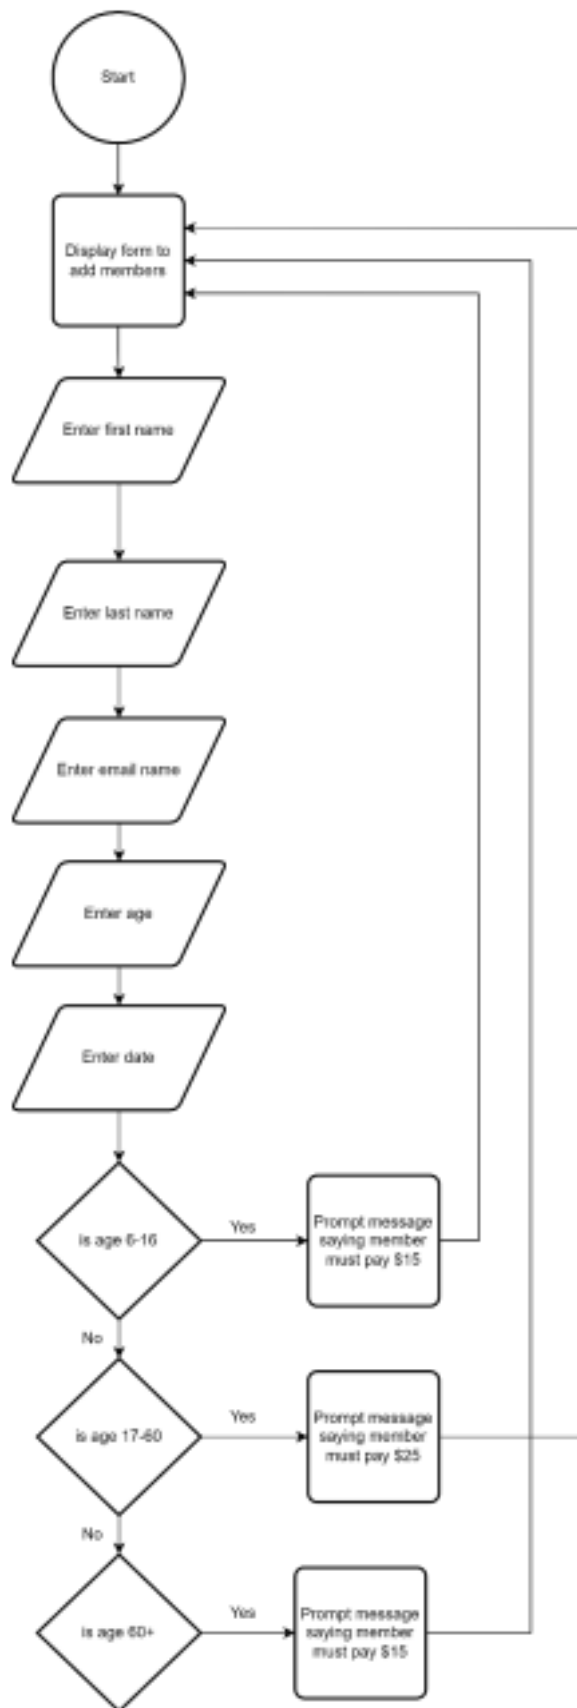 Start
Display form to
add members
Enter first name
Enter last name
Enter email name
Enter age
Enter date
is age 6-16
Yes
Prompt message
saying member
must pay $15
No
is age 17-60
Yes
Prompt message
saying member
must pay $25
No
is age 60+
Yes
Prompt message
saying member
must pay $15